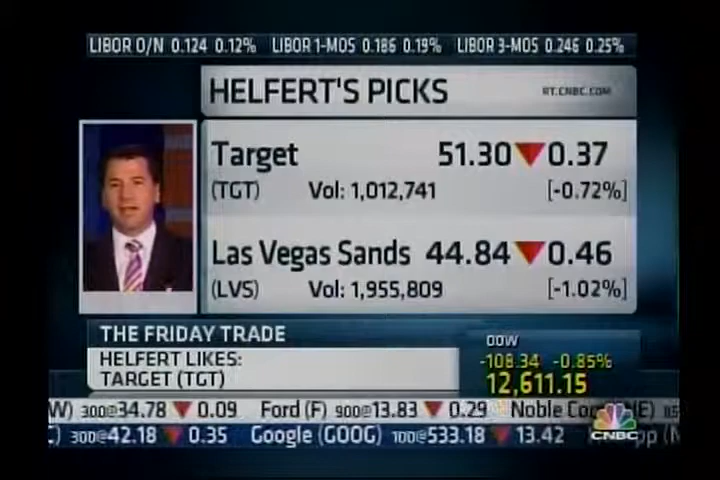 LIBOR O/N 0.124 0.12% LIBOR 1-MOS 0.186 0.19% LIBOR 3-MOS 0.246 0.25%
HELFERT'S PICKS RT.CNBC.COM
Target 51.30 ▼ 0.37
(TGT) Vol: 1,012,741 [-0.72%]
Las Vegas Sands 44.84 ▼ 0.46
(LVS) Vol: 1,955,809 [-1.02%]
THE FRIDAY TRADE
HELFERT LIKES:
TARGET (TGT)
DOW
-108.34 -0.85%
12,611.15
W) 300@34.78 ▼ 0.09 Ford (F) 900@13.83 ▼ 0.29 Noble
300@42.18 ▼ 0.35 Google (GOOG) 100@533.18 ▼ 13.42
CNBC